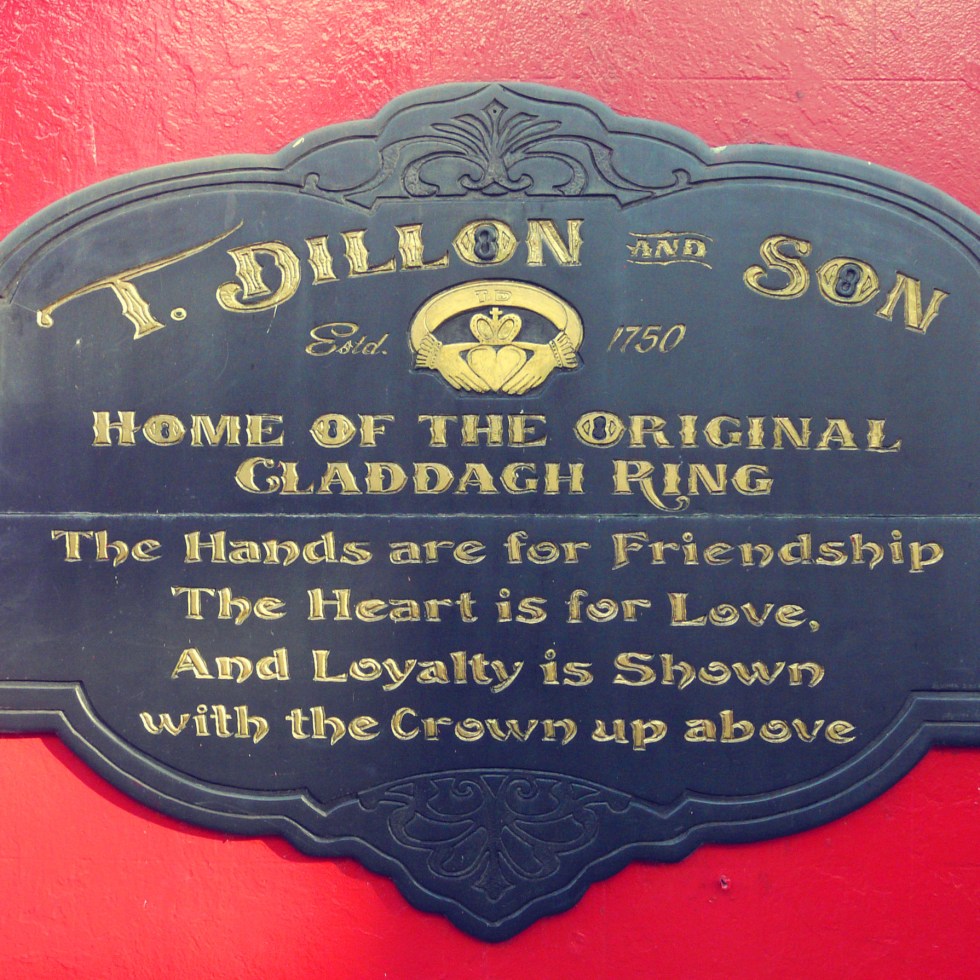 T. DILLON AND SON
Estd. 1750
TD
HOME OF THE ORIGINAL
CLADDAGH RING
The Hands are for Friendship
The Heart is for Love,
And Loyalty is Shown
with the Crown up above